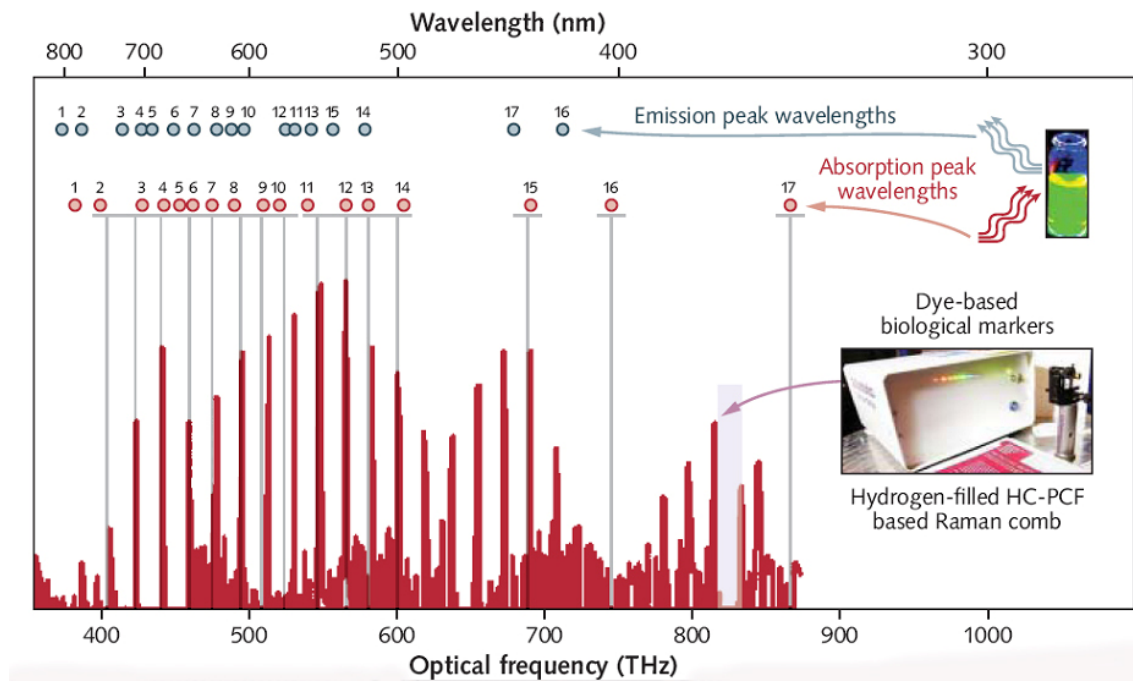 Wavelength (nm)
800 700 600 500 400 300
1 2 3 4 5 6 7 8 9 10 12 11 13 15 14 17 16
Emission peak wavelengths
Absorption peak
wavelengths
1 2 3 4 5 6 7 8 9 10 11 12 13 14 15 16 17
Dye-based
biological markers
Hydrogen-filled HC-PCF
based Raman comb
400 500 600 700 800 900 1000
Optical frequency (THz)